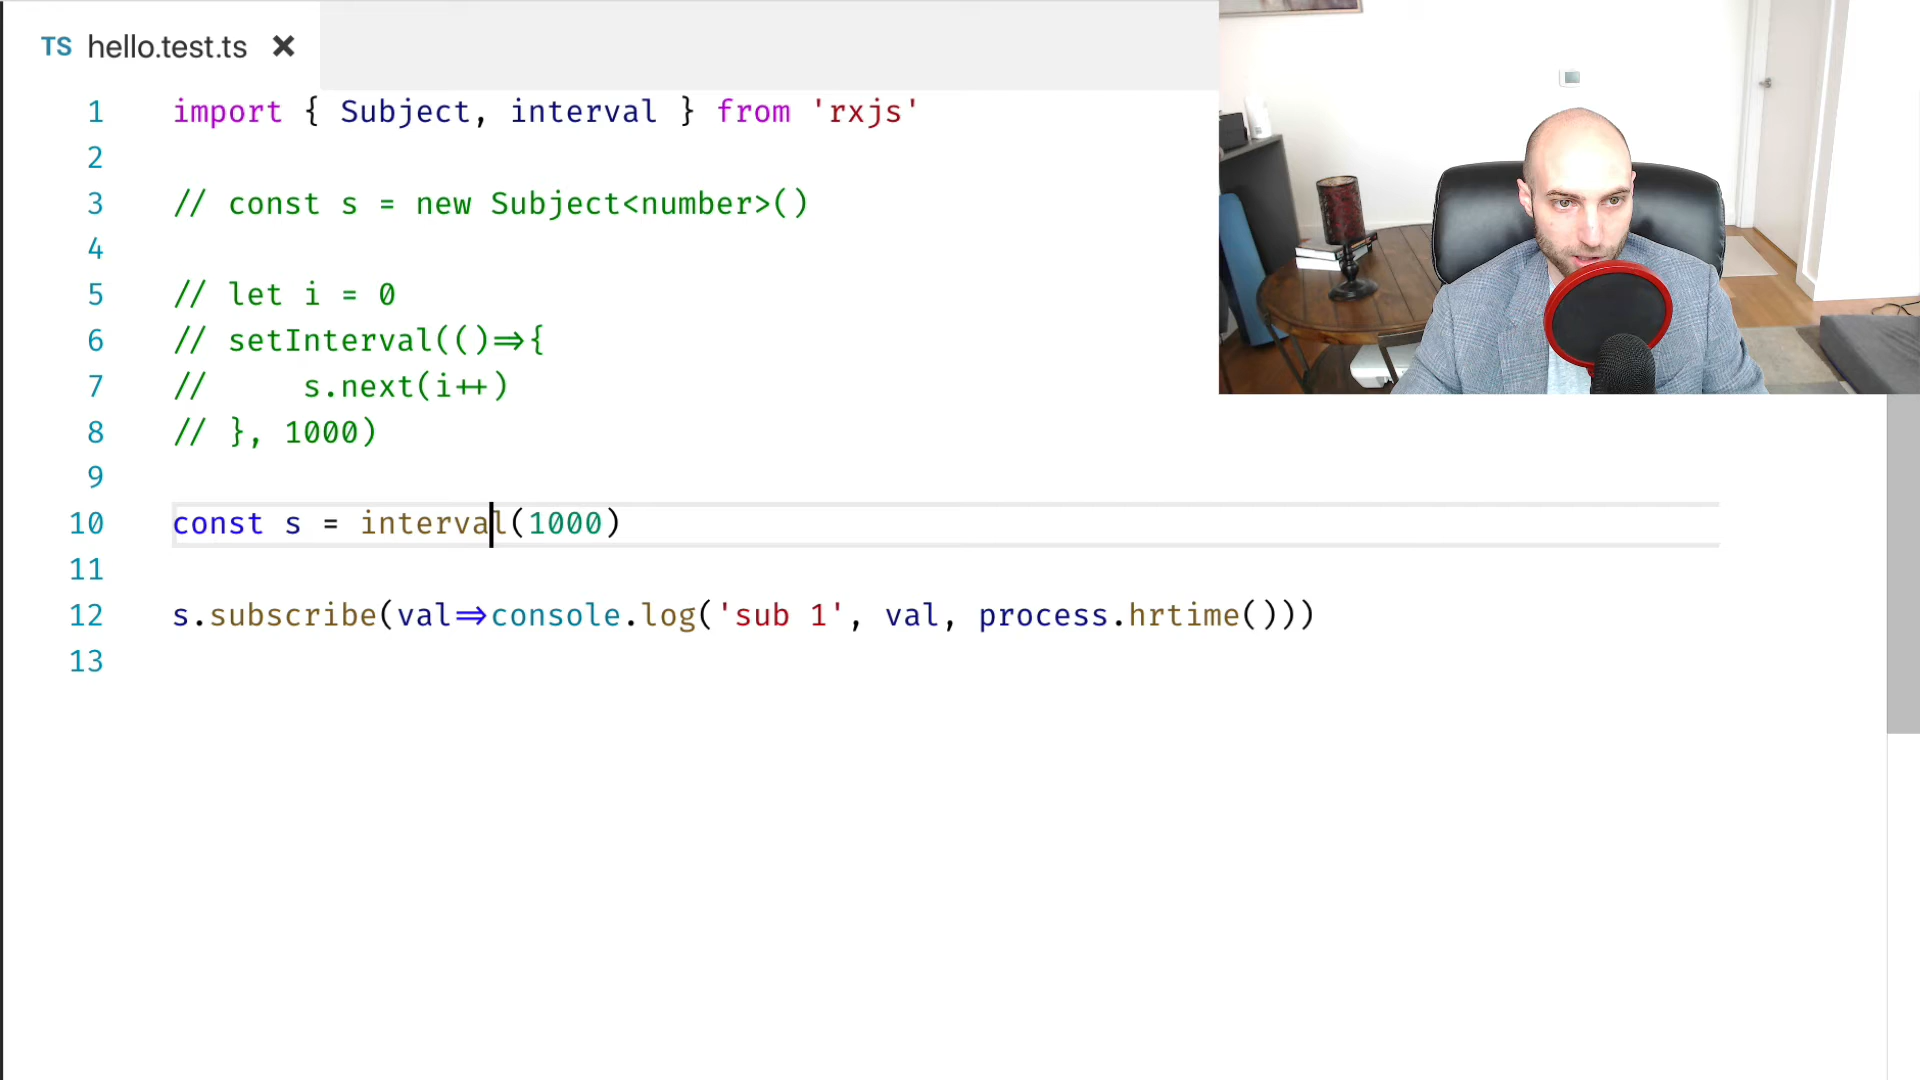 TS hello.test.ts
1 import { Subject, interval } from 'rxjs'
2
3 // const s = new Subject<number>()
4
5 // let i = 0
6 // setInterval(()=>{
7 //     s.next(i++)
8 // }, 1000)
9
10 const s = interval(1000)
11
12 s.subscribe(val=>console.log('sub 1', val, process.hrtime()))
13